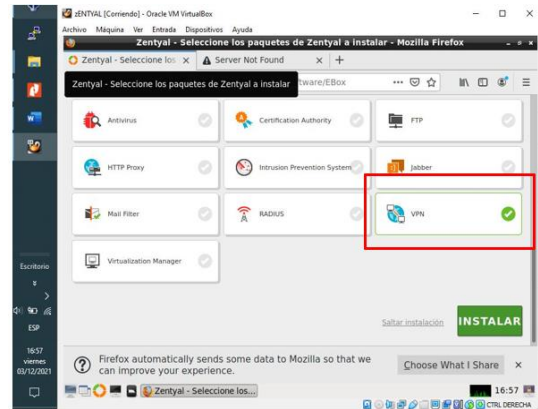 zENTYAL [Corriendo] - Oracle VM VirtualBox
Archivo Máquina Ver Entrada Dispositivos Ayuda
Zentyal - Seleccione los paquetes de Zentyal a instalar - Mozilla Firefox
Zentyal - Seleccione los
Server Not Found
Zentyal - Seleccione los paquetes de Zentyal a instalar
tware/EBox
Antivirus
Certification Authority
FTP
HTTP Proxy
Intrusion Prevention System
Jabber
Mail Filter
RADIUS
VPN
Virtualization Manager
Saltar instalación
INSTALAR
Firefox automatically sends some data to Mozilla so that we
can improve your experience.
Choose What I Share
Zentyal - Seleccione los...
16:57
CTRL DERECHA
Escritorio
ESP
16:57
viernes
03/12/2021